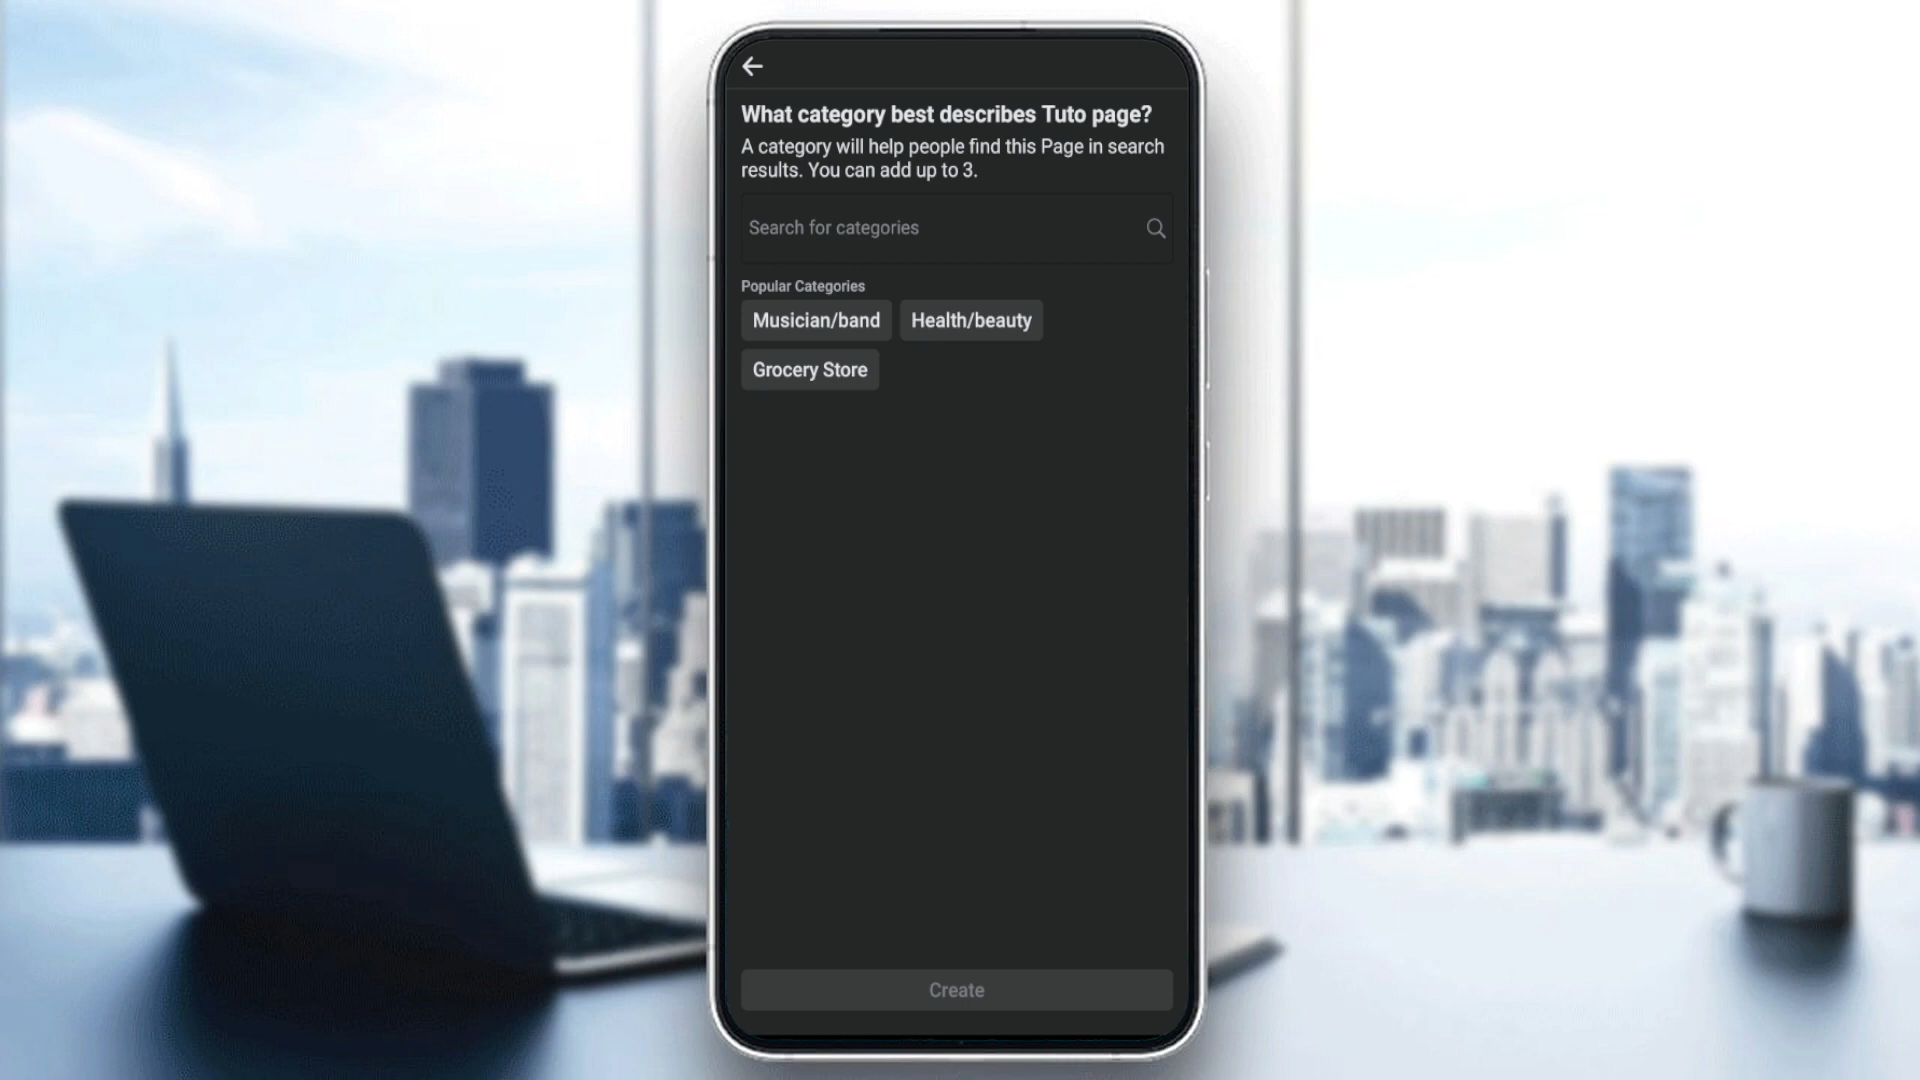 What category best describes Tuto page?
A category will help people find this Page in search
results. You can add up to 3.
Search for categories
Popular Categories
Musician/band Health/beauty
Grocery Store
Create